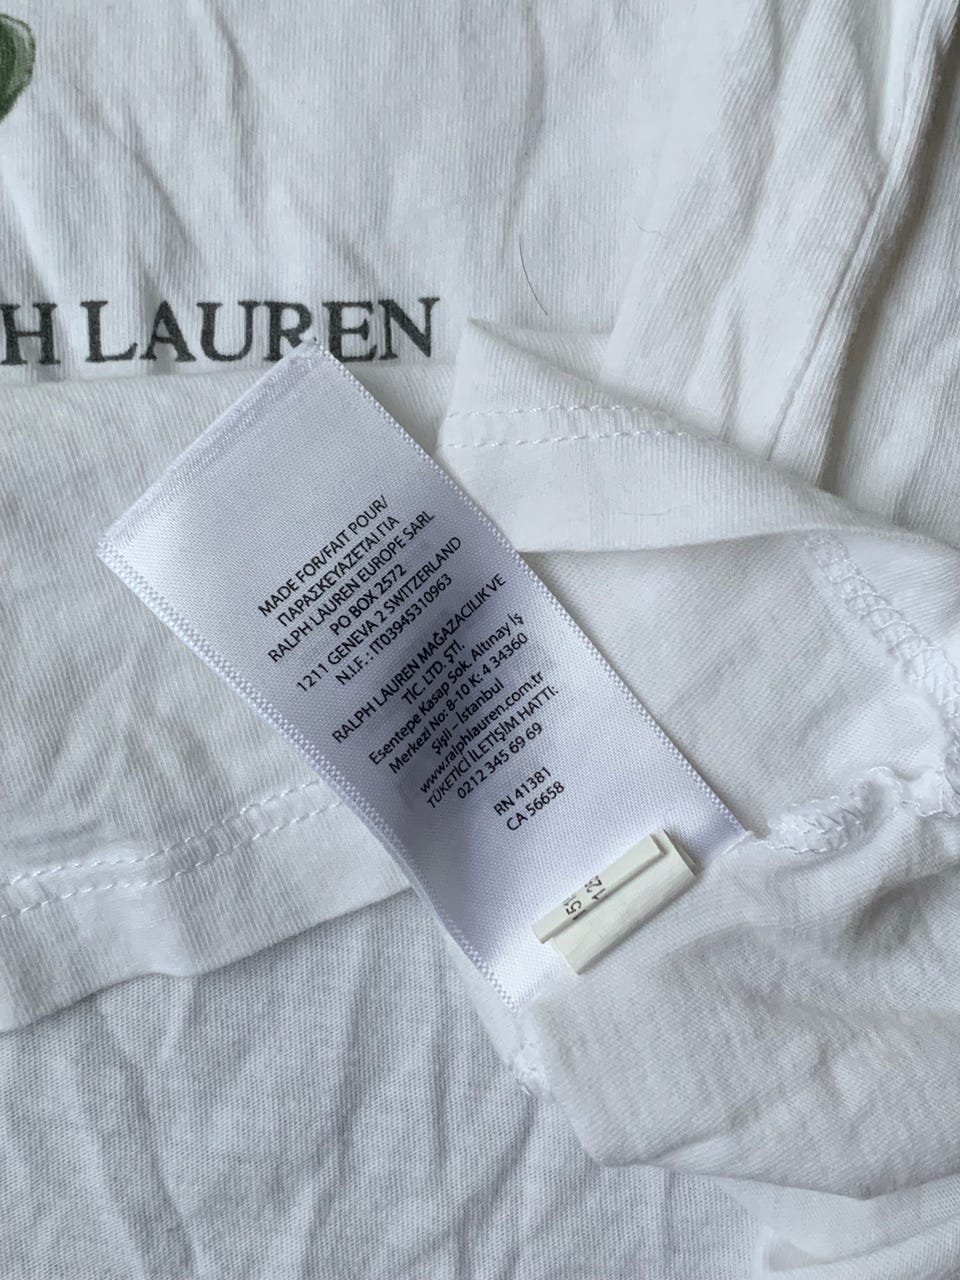 H LAUREN
MADE FOR/FAIT POUR/
ΠΑΡΑΣΚΕΥΑΖΕΤΑΙ ΓΙΑ
RALPH LAUREN EUROPE SARL
PO BOX 2572
1211 GENEVA 2 SWITZERLAND
N.I.F.: IT03945310963
RALPH LAUREN MAĞAZACILIK VE
TİC. LTD. ŞTİ.
Esentepe Kasap Sok. Altınay İş
Merkezi No: 8-10 K: 4 34360
Şişli – İstanbul
www.ralphlauren.com.tr
TÜKETİCİ İLETİŞİM HATTI:
0212 345 69 69
RN 41381
CA 56658